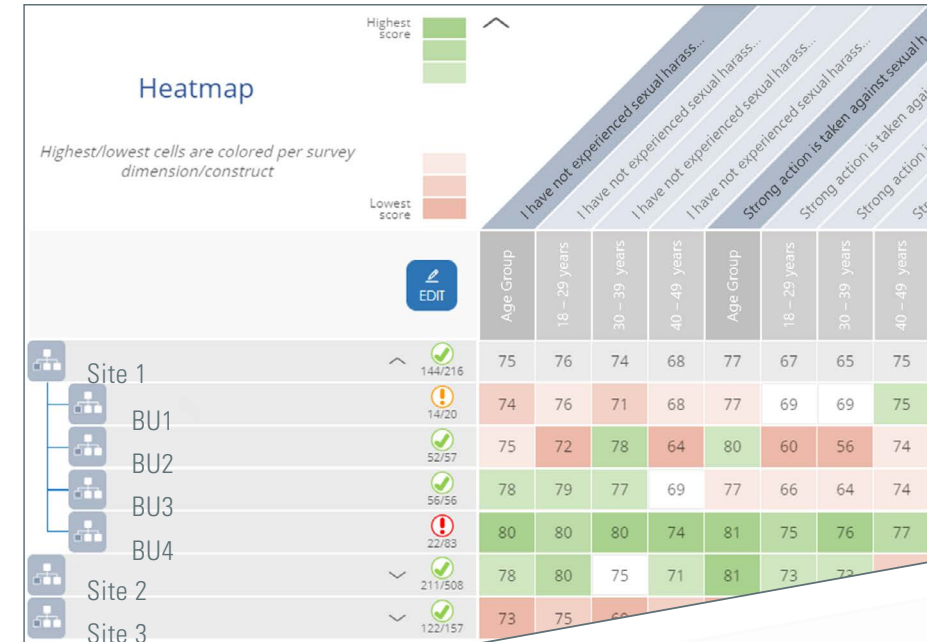 Highest
score
Heatmap
Highest/lowest cells are colored per survey
dimension/construct
Lowest
score
I have not experienced sexual harass...
I have not experienced sexual harass...
I have not experienced sexual harass...
I have not experienced sexual harass...
Strong action is taken against sexual h
Strong action is taken agai
Strong action is
EDIT
Age Group
18 – 29 years
30 – 39 years
40 – 49 years
Age Group
18 – 29 years
30 – 39 years
40 – 49 years
Site 1 144/216 75 76 74 68 77 67 65 75
BU1 14/20 74 76 71 68 77 69 69 75
BU2 52/57 75 72 78 64 80 60 56 74
BU3 56/56 78 79 77 69 77 66 64 74
BU4 22/83 80 80 80 74 81 75 76 77
Site 2 211/508 78 80 75 71 81 73
Site 3 122/157 73 75